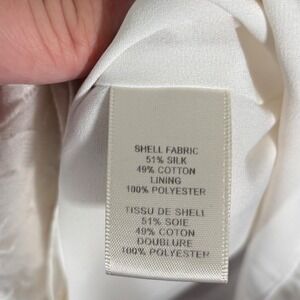 SHELL FABRIC
51% SILK
49% COTTON
LINING
100% POLYESTER
TISSU DE SHELL
51% SOIE
49% COTON
DOUBLURE
100% POLYESTER